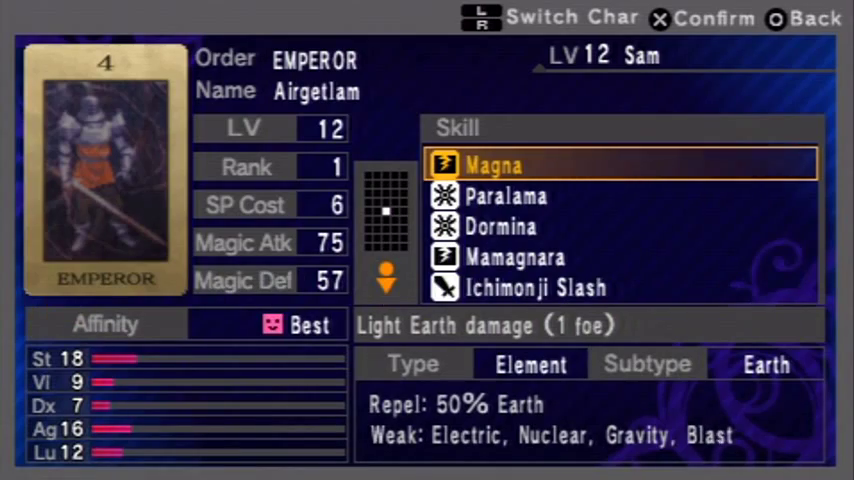 L R Switch Char X Confirm O Back
4
EMPEROR
Order EMPEROR
Name Airgetlam
LV 12 Sam
LV 12
Rank 1
SP Cost 6
Magic Atk 75
Magic Def 57
Skill
Magna
Paralama
Dormina
Mamagnara
Ichimonji Slash
Affinity Best
Light Earth damage (1 foe)
St 18
Vi 9
Dx 7
Ag 16
Lu 12
Type Element Subtype Earth
Repel: 50% Earth
Weak: Electric, Nuclear, Gravity, Blast